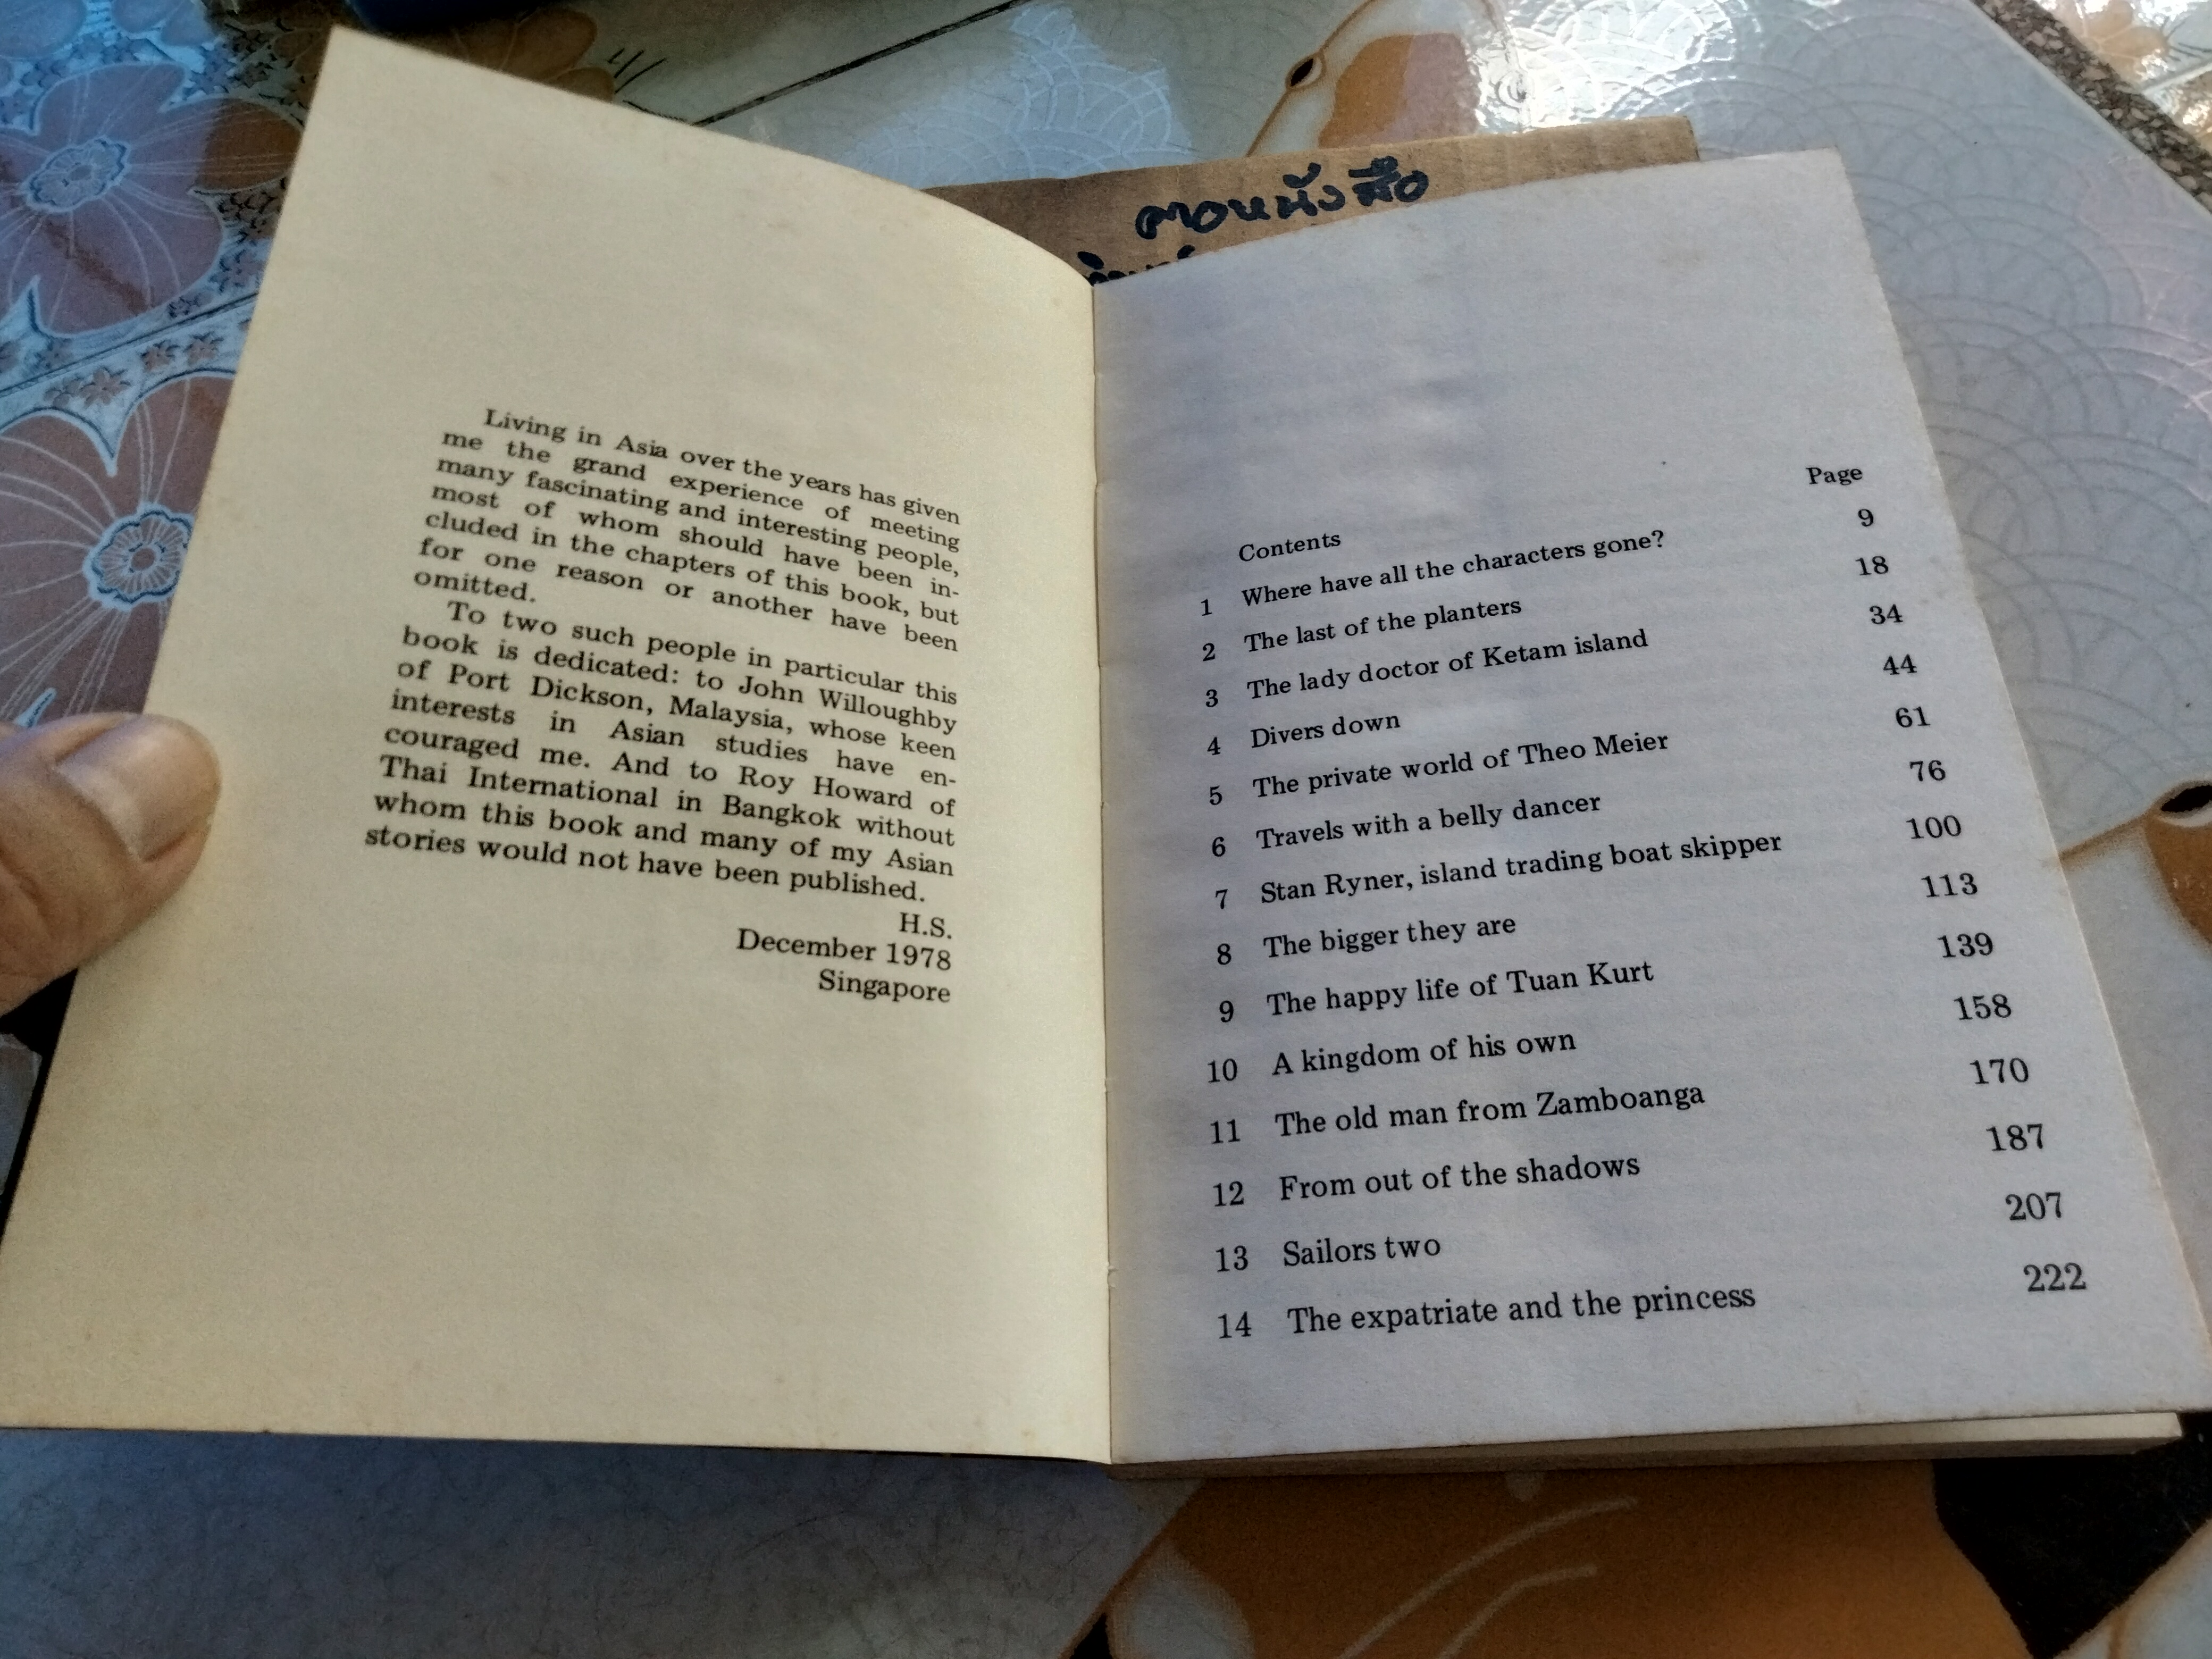 ตอหนังสือ
Living in Asia over the years has given
me the grand experience of meeting
many fascinating and interesting people,
most of whom should have been in-
cluded in the chapters of this book, but
for one reason or another have been
omitted.
To two such people in particular this
book is dedicated: to John Willoughby
of Port Dickson, Malaysia, whose keen
interests in Asian studies have en-
couraged me. And to Roy Howard of
Thai International in Bangkok without
whom this book and many of my Asian
stories would not have been published.
H.S.
December 1978
Singapore
Page
Contents
1 Where have all the characters gone? 9
2 The last of the planters 18
3 The lady doctor of Ketam island 34
4 Divers down 44
5 The private world of Theo Meier 61
6 Travels with a belly dancer 76
7 Stan Ryner, island trading boat skipper 100
8 The bigger they are 113
9 The happy life of Tuan Kurt 139
10 A kingdom of his own 158
11 The old man from Zamboanga 170
12 From out of the shadows 187
13 Sailors two 207
14 The expatriate and the princess 222